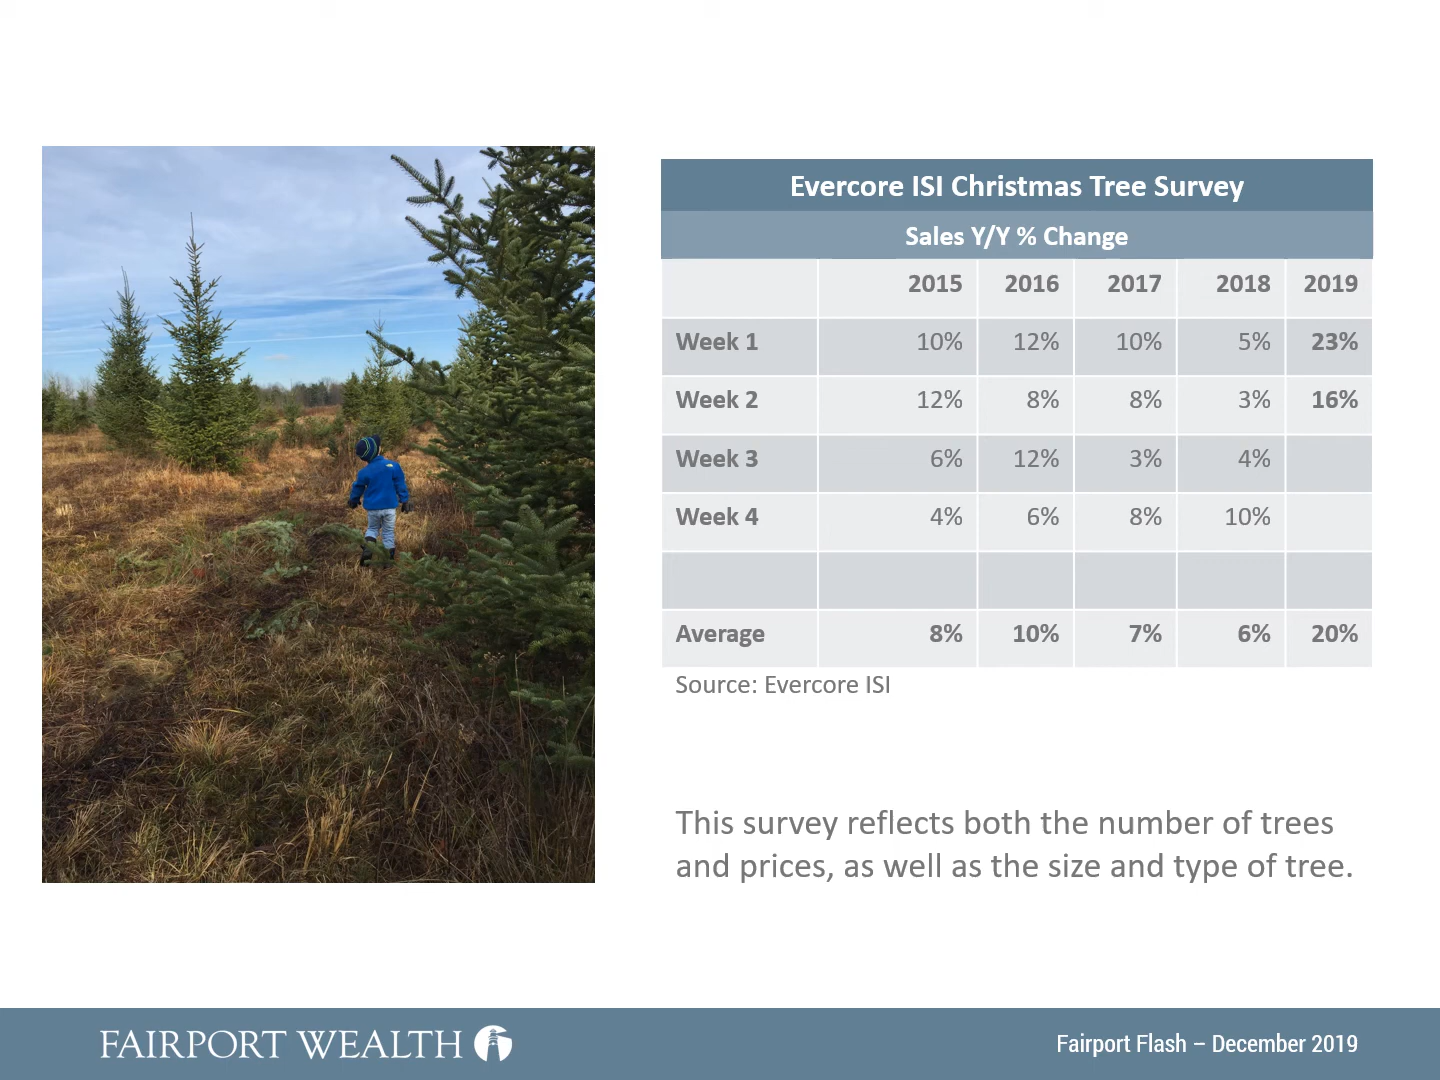 Evercore ISI Christmas Tree Survey
Sales Y/Y % Change
2015 2016 2017 2018 2019
Week 1 10% 12% 10% 5% 23%
Week 2 12% 8% 8% 3% 16%
Week 3 6% 12% 3% 4%
Week 4 4% 6% 8% 10%
Average 8% 10% 7% 6% 20%
Source: Evercore ISI
This survey reflects both the number of trees
and prices, as well as the size and type of tree.
FAIRPORT WEALTH
Fairport Flash – December 2019